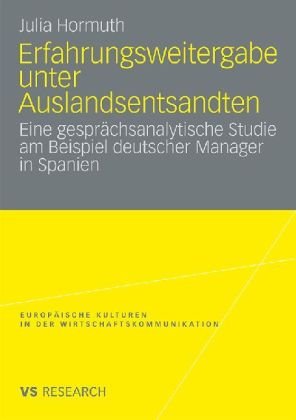 Julia Hormuth
Erfahrungsweitergabe
unter
Auslandsentsandten
Eine gesprächsanalytische Studie
am Beispiel deutscher Manager
in Spanien
EUROPÄISCHE KULTUREN
IN DER WIRTSCHAFTSKOMMUNIKATION
VS RESEARCH